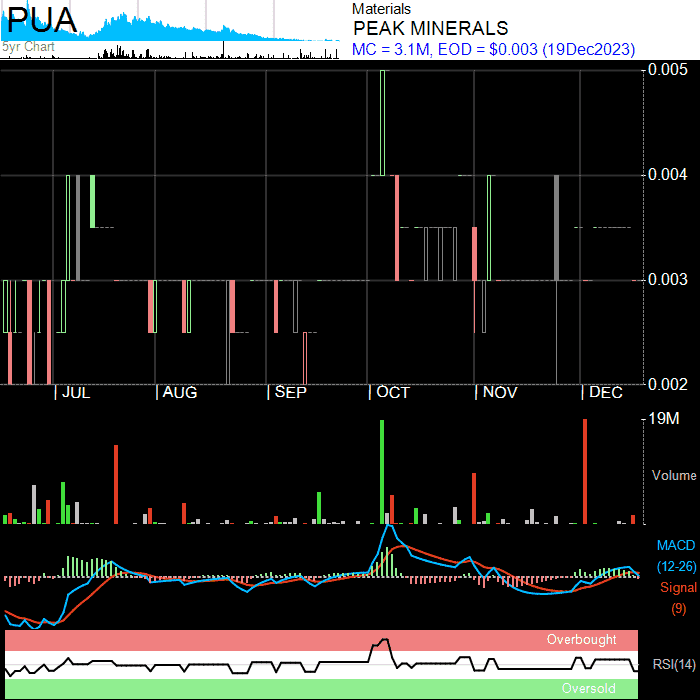 PUA
5yr Chart
Materials
PEAK MINERALS
MC = 3.1M, EOD = $0.003 (19Dec2023)
0.005
0.004
0.003
0.002
| JUL | AUG | SEP | OCT | NOV | DEC
19M
Volume
MACD
(12-26)
Signal
(9)
Overbought
RSI(14)
Oversold